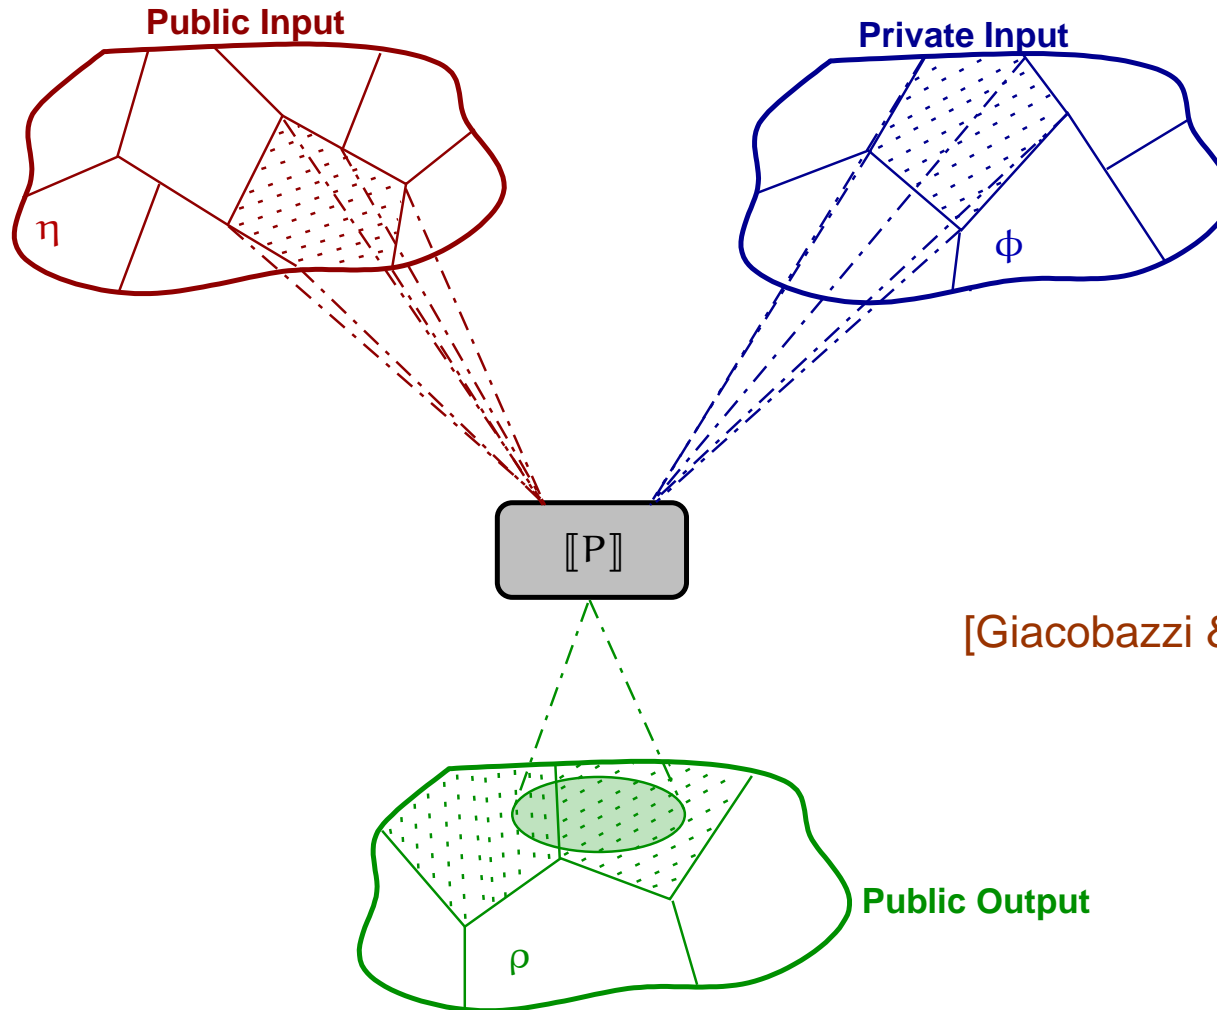 Public Input
Private Input
η
ϕ
⟦P⟧
[Giacobazzi &
Public Output
ρ